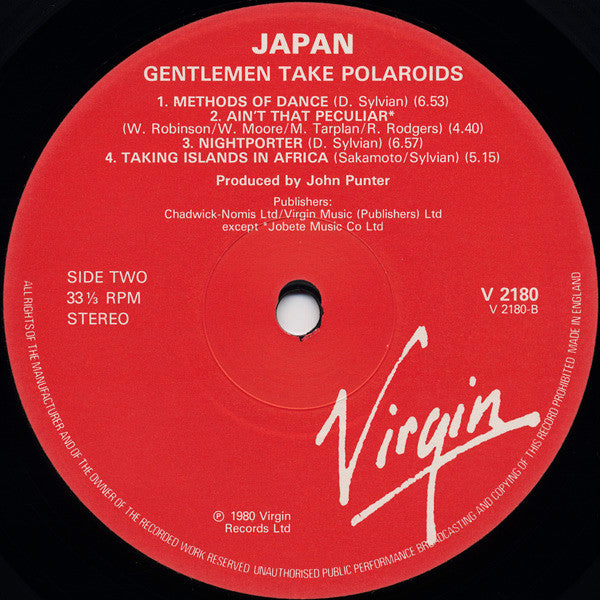 JAPAN
GENTLEMEN TAKE POLAROIDS
1. METHODS OF DANCE (D. Sylvian) (6.53)
2. AIN'T THAT PECULIAR*
(W. Robinson/W. Moore/M. Tarplan/R. Rodgers) (4.40)
3. NIGHTPORTER (D. Sylvian) (6.57)
4. TAKING ISLANDS IN AFRICA (Sakamoto/Sylvian) (5.15)
Produced by John Punter
Publishers:
Chadwick-Nomis Ltd/Virgin Music (Publishers) Ltd
except *Jobete Music Co Ltd
SIDE TWO
33 ⅓ RPM
STEREO
V 2180
V 2180-B
Virgin
℗ 1980 Virgin
Records Ltd
ALL RIGHTS OF THE MANUFACTURER AND OF THE OWNER OF THE RECORDED WORK RESERVED UNAUTHORISED PUBLIC PERFORMANCE BROADCASTING AND COPYING OF THIS RECORD PROHIBITED MADE IN ENGLAND